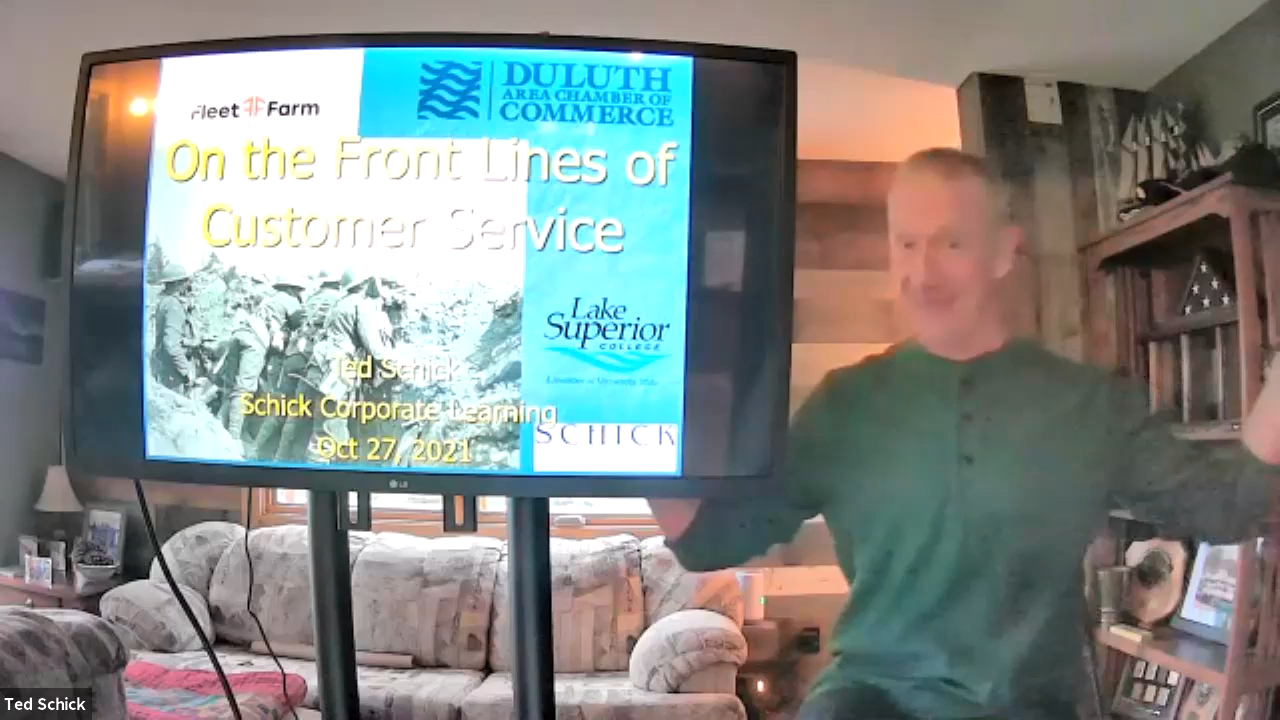 Fleet Farm
DULUTH
AREA CHAMBER OF
COMMERCE
On the Front Lines of
Customer Service
Lake
Superior
COLLEGE
Ted Schick
Schick Corporate Learning
SCHICK
Oct 27, 2021
LG
Ted Schick